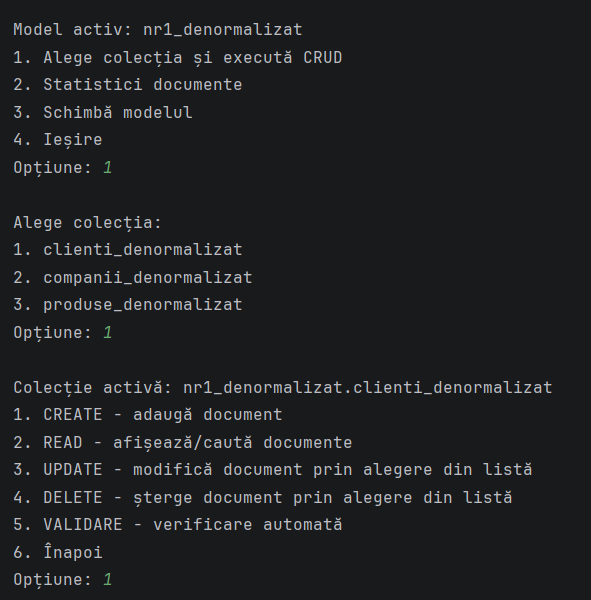 Model activ: nr1_denormalizat
1. Alege colecția și execută CRUD
2. Statistici documente
3. Schimbă modelul
4. Ieșire
Opțiune: 1
Alege colecția:
1. clienti_denormalizat
2. companii_denormalizat
3. produse_denormalizat
Opțiune: 1
Colecție activă: nr1_denormalizat.clienti_denormalizat
1. CREATE - adaugă document
2. READ - afișează/caută documente
3. UPDATE - modifică document prin alegere din listă
4. DELETE - șterge document prin alegere din listă
5. VALIDARE - verificare automată
6. Înapoi
Opțiune: 1